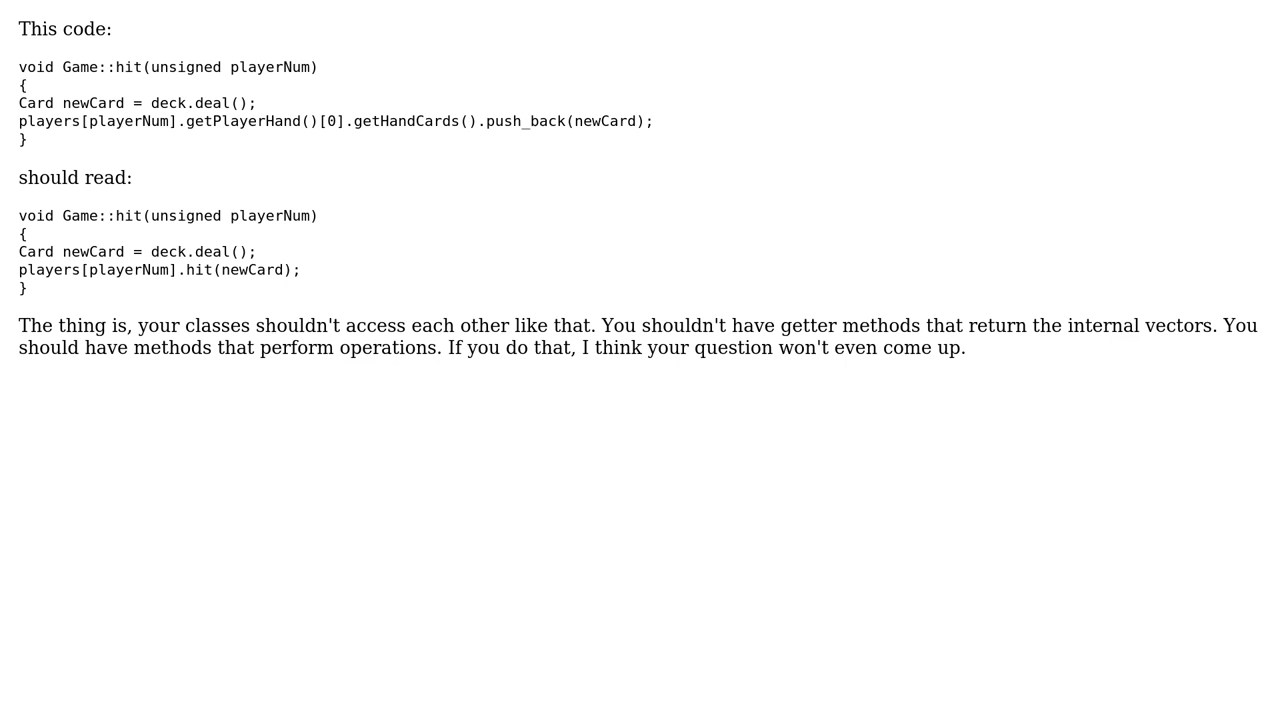 This code:
void Game::hit(unsigned playerNum)
{
Card newCard = deck.deal();
players[playerNum].getPlayerHand()[0].getHandCards().push_back(newCard);
}
should read:
void Game::hit(unsigned playerNum)
{
Card newCard = deck.deal();
players[playerNum].hit(newCard);
}
The thing is, your classes shouldn't access each other like that. You shouldn't have getter methods that return the internal vectors. You
should have methods that perform operations. If you do that, I think your question won't even come up.